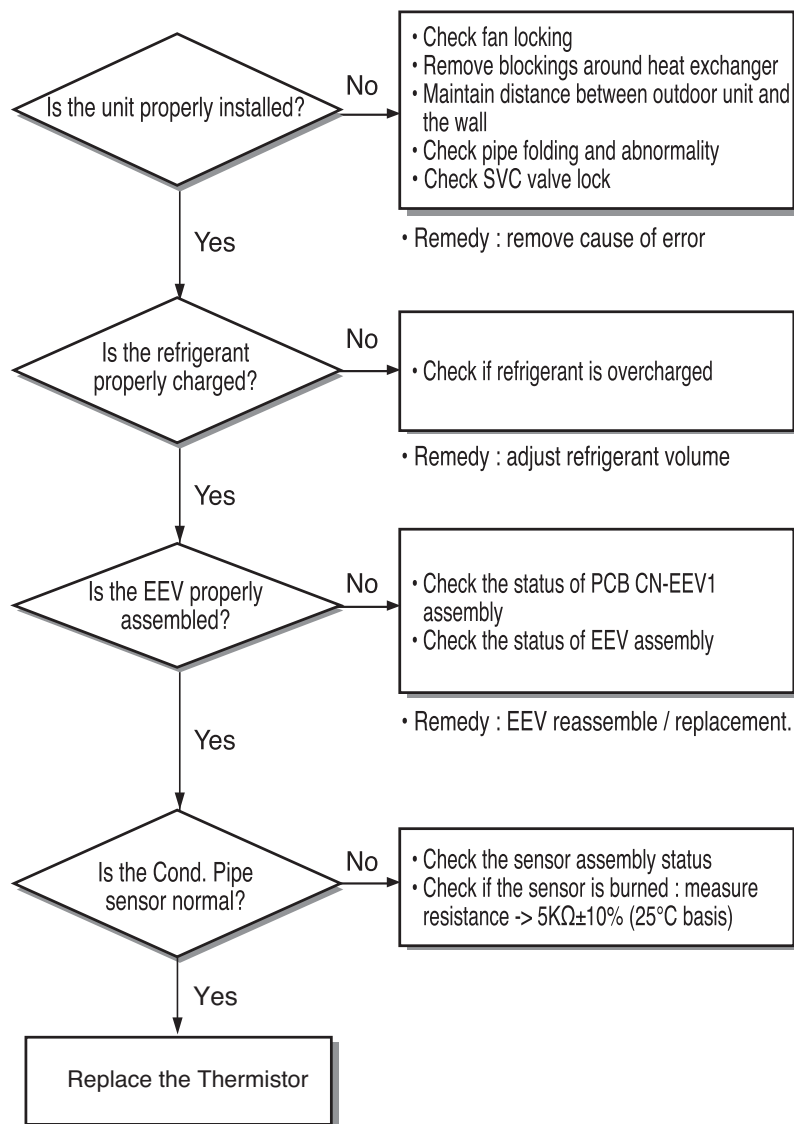 Is the unit properly installed?
No
• Check fan locking
• Remove blockings around heat exchanger
• Maintain distance between outdoor unit and
the wall
• Check pipe folding and abnormality
• Check SVC valve lock
• Remedy : remove cause of error
Yes
Is the refrigerant
properly charged?
No
• Check if refrigerant is overcharged
• Remedy : adjust refrigerant volume
Yes
Is the EEV properly
assembled?
No
• Check the status of PCB CN-EEV1
assembly
• Check the status of EEV assembly
• Remedy : EEV reassemble / replacement.
Yes
Is the Cond. Pipe
sensor normal?
No
• Check the sensor assembly status
• Check if the sensor is burned : measure
resistance -> 5KΩ±10% (25°C basis)
Yes
Replace the Thermistor